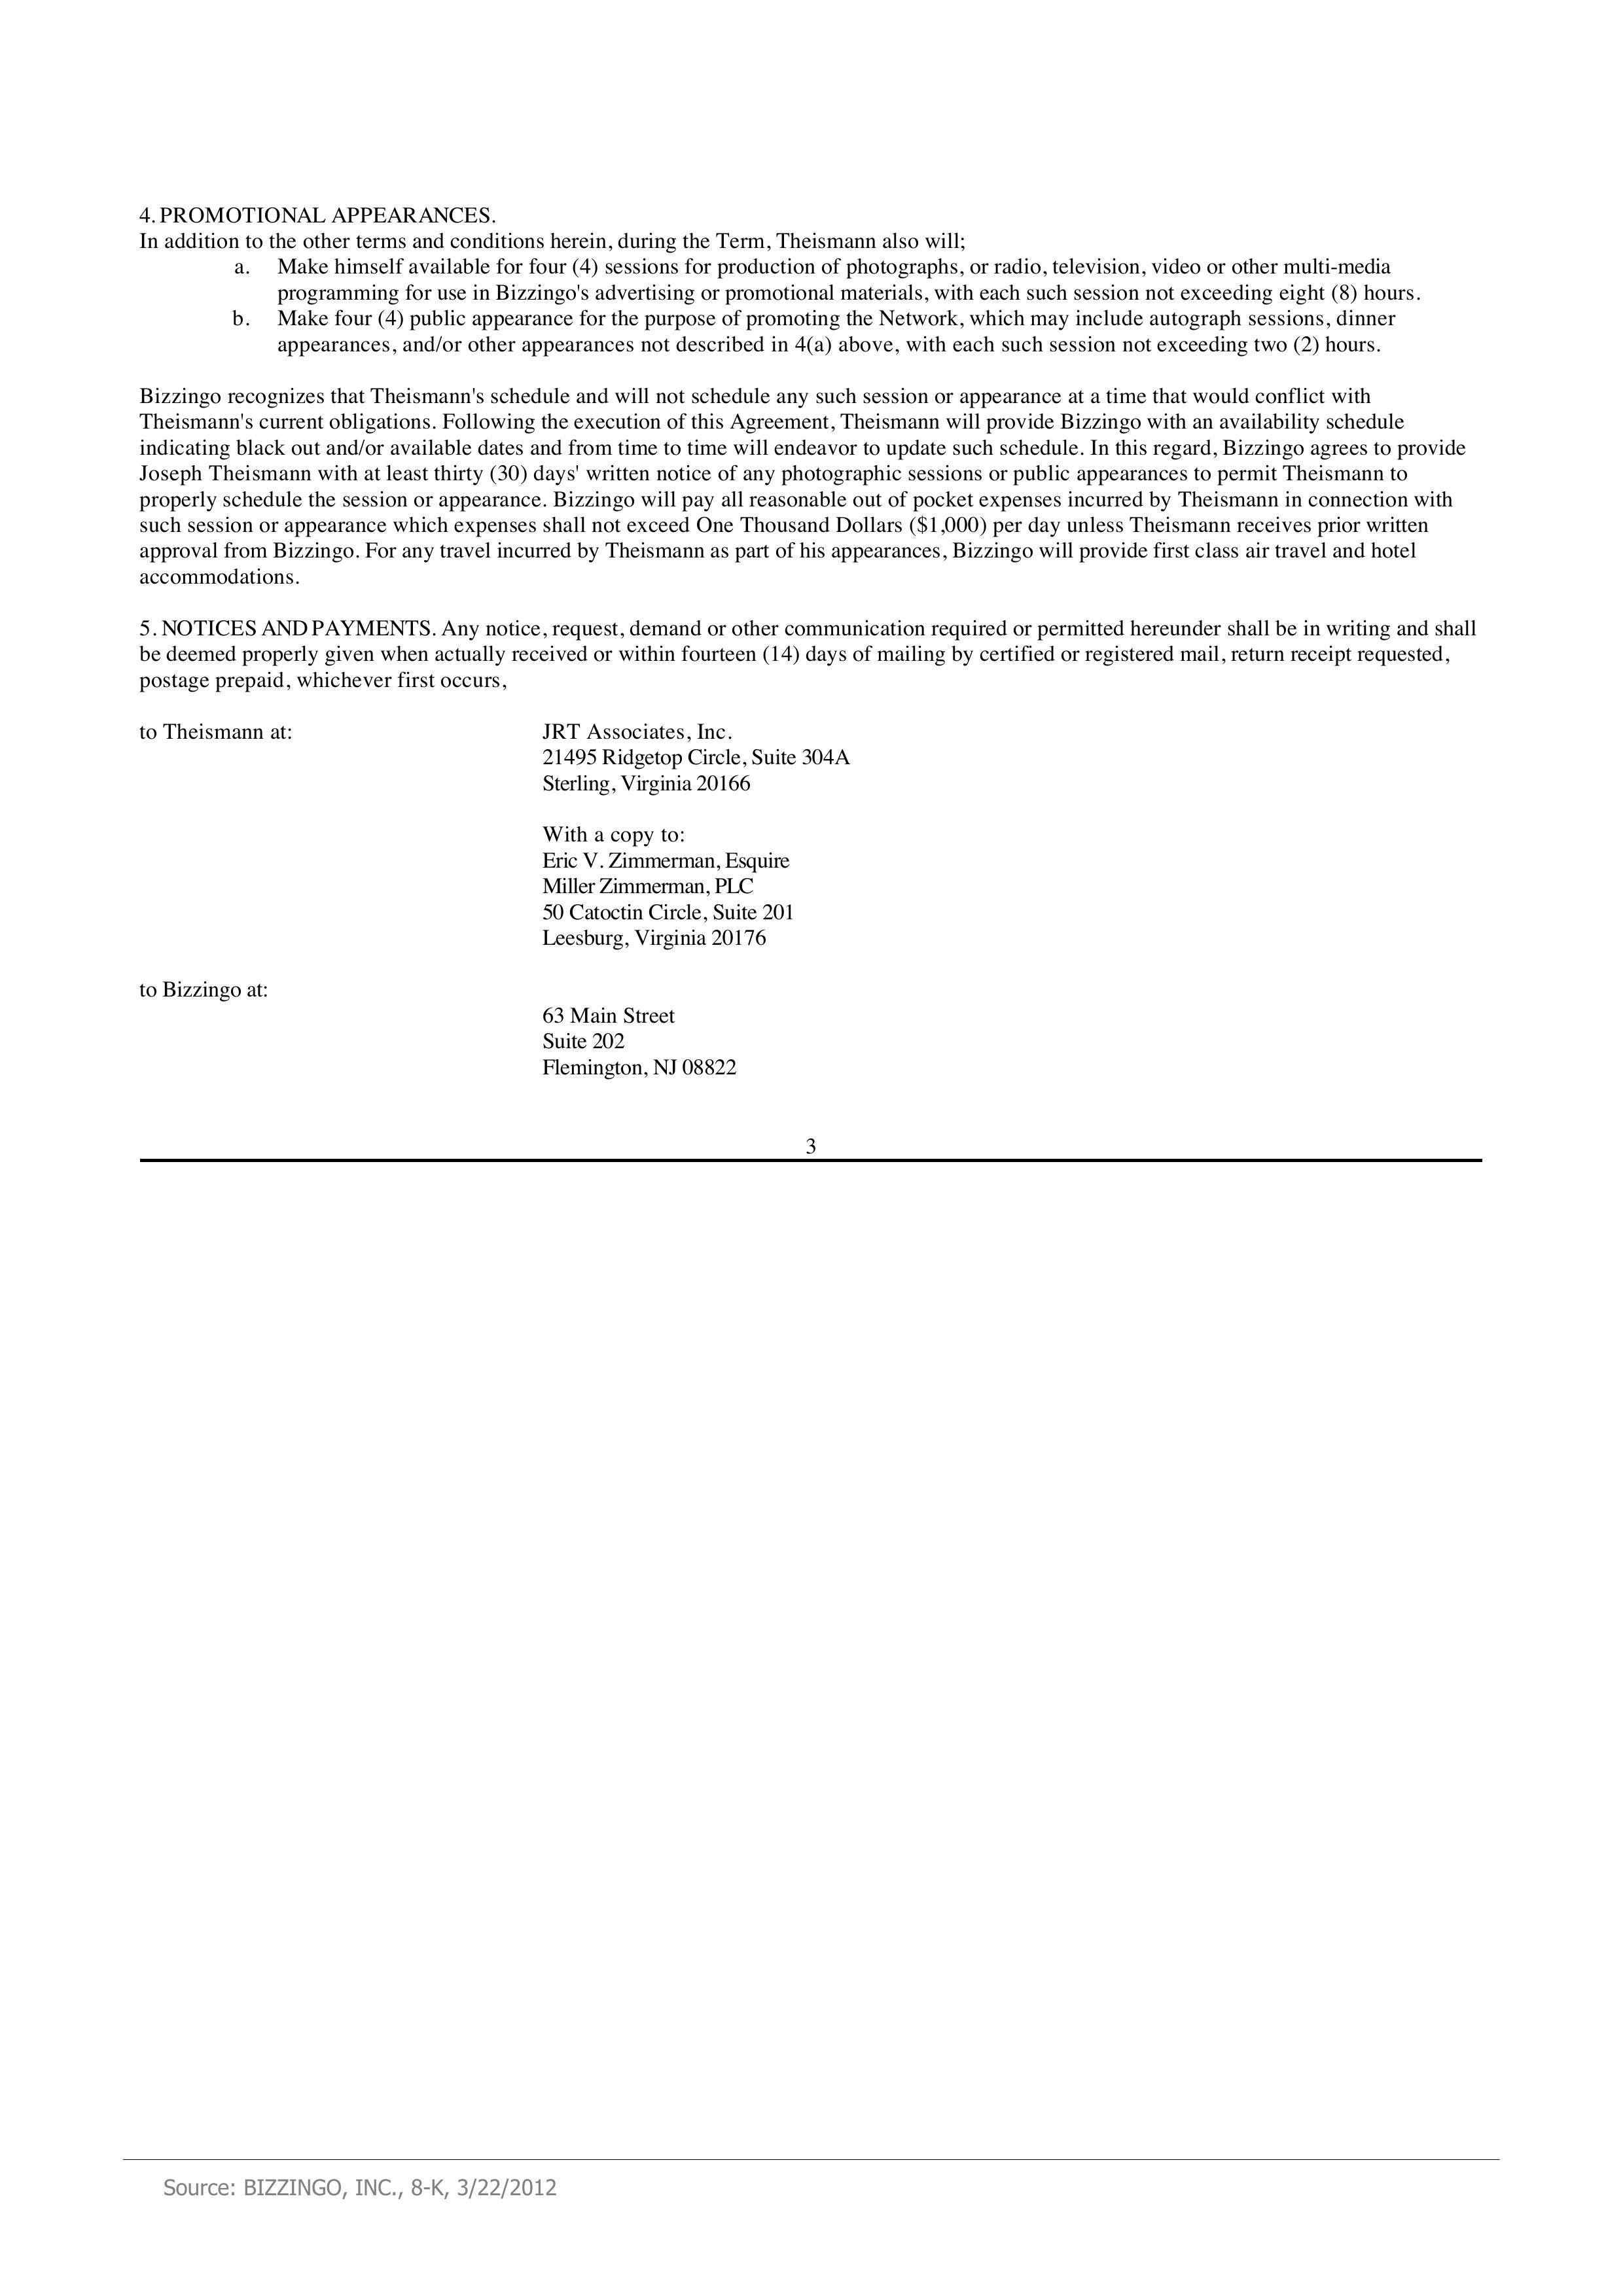 4. PROMOTIONAL APPEARANCES.
In addition to the other terms and conditions herein, during the Term, Theismann also will;
a. Make himself available for four (4) sessions for production of photographs, or radio, television, video or other multi-media
programming for use in Bizzingo's advertising or promotional materials, with each such session not exceeding eight (8) hours.
b. Make four (4) public appearance for the purpose of promoting the Network, which may include autograph sessions, dinner
appearances, and/or other appearances not described in 4(a) above, with each such session not exceeding two (2) hours.
Bizzingo recognizes that Theismann's schedule and will not schedule any such session or appearance at a time that would conflict with
Theismann's current obligations. Following the execution of this Agreement, Theismann will provide Bizzingo with an availability schedule
indicating black out and/or available dates and from time to time will endeavor to update such schedule. In this regard, Bizzingo agrees to provide
Joseph Theismann with at least thirty (30) days' written notice of any photographic sessions or public appearances to permit Theismann to
properly schedule the session or appearance. Bizzingo will pay all reasonable out of pocket expenses incurred by Theismann in connection with
such session or appearance which expenses shall not exceed One Thousand Dollars ($1,000) per day unless Theismann receives prior written
approval from Bizzingo. For any travel incurred by Theismann as part of his appearances, Bizzingo will provide first class air travel and hotel
accommodations.
5. NOTICES AND PAYMENTS. Any notice, request, demand or other communication required or permitted hereunder shall be in writing and shall
be deemed properly given when actually received or within fourteen (14) days of mailing by certified or registered mail, return receipt requested,
postage prepaid, whichever first occurs,
to Theismann at: JRT Associates, Inc.
21495 Ridgetop Circle, Suite 304A
Sterling, Virginia 20166
With a copy to:
Eric V. Zimmerman, Esquire
Miller Zimmerman, PLC
50 Catoctin Circle, Suite 201
Leesburg, Virginia 20176
to Bizzingo at:
63 Main Street
Suite 202
Flemington, NJ 08822
3
Source: BIZZINGO, INC., 8-K, 3/22/2012